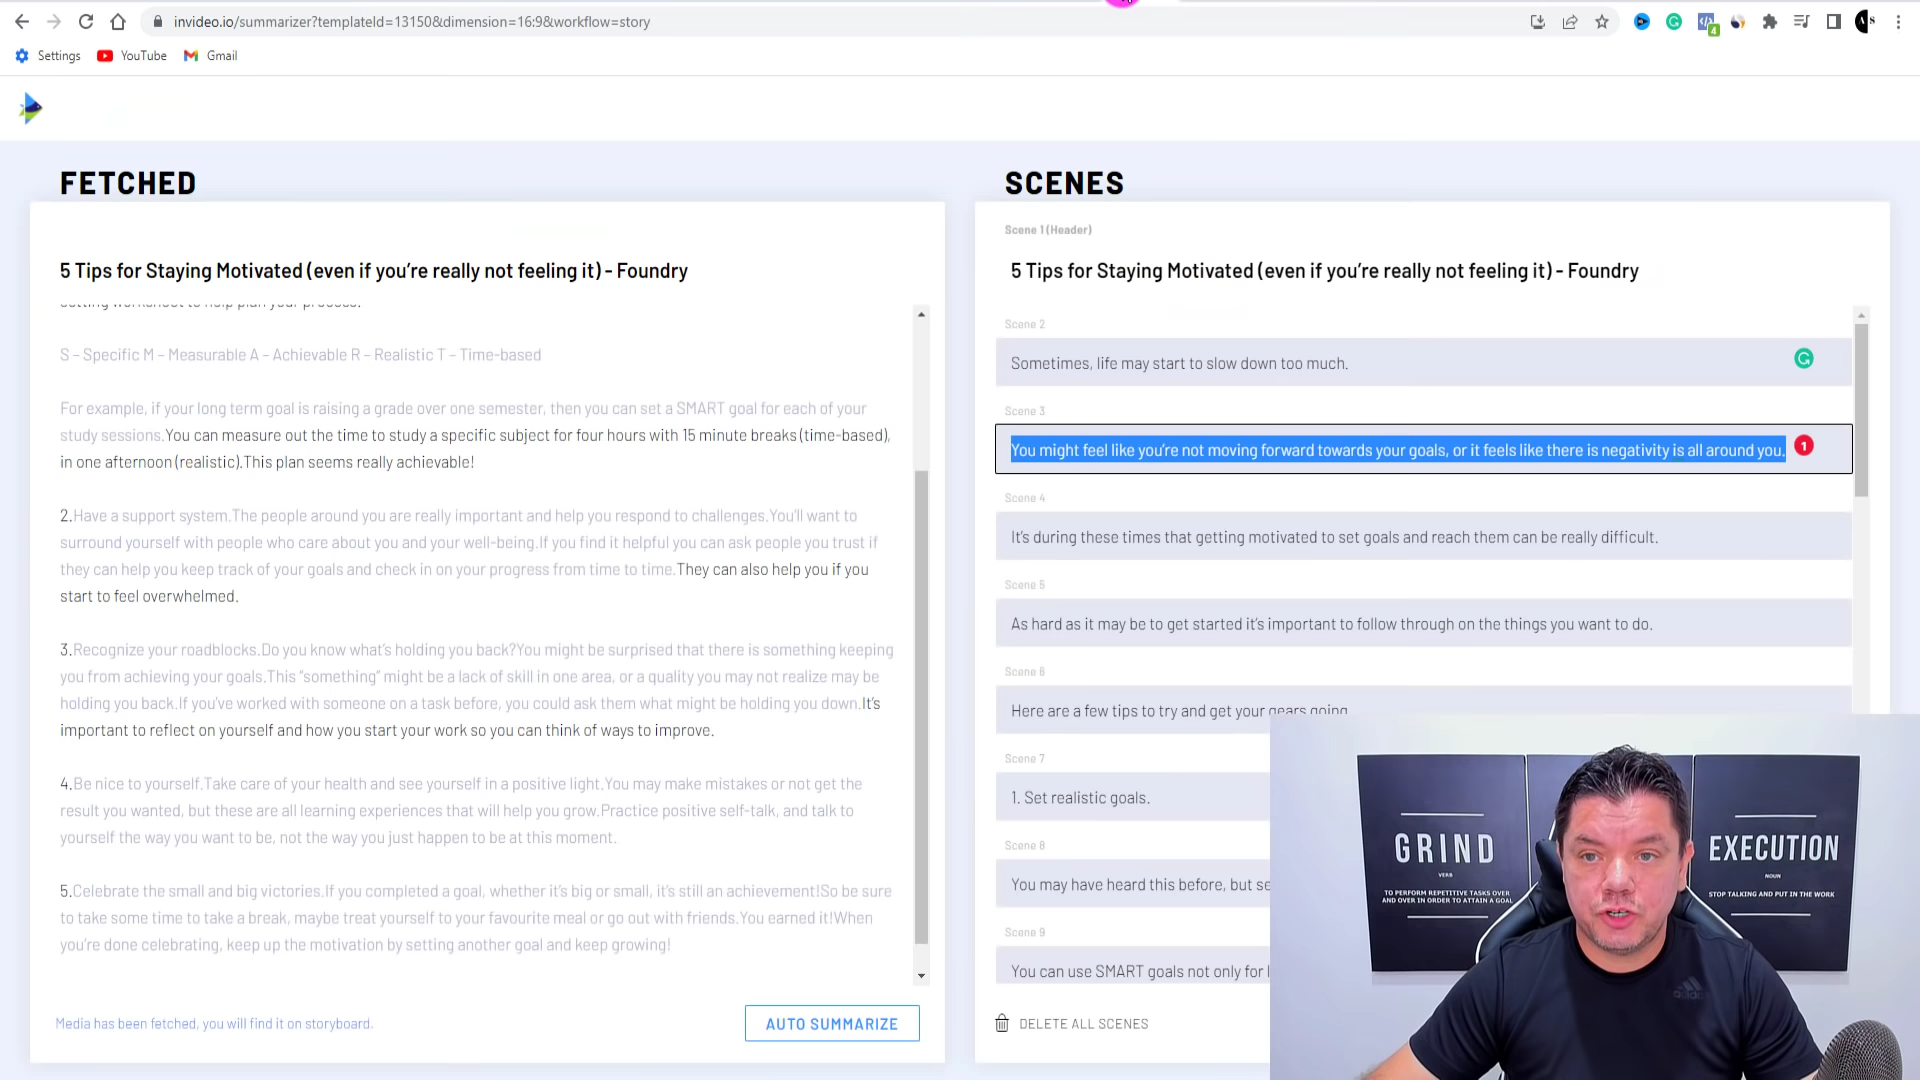 invideo.io/summarizer?templateId=13150&dimension=16:9&workflow=story
4
A s
Settings
YouTube
Gmail
FETCHED
5 Tips for Staying Motivated (even if you're really not feeling it) - Foundry
setting worksheet to help plan your process.
S – Specific M – Measurable A – Achievable R – Realistic T – Time-based
For example, if your long term goal is raising a grade over one semester, then you can set a SMART goal for each of your
study sessions.You can measure out the time to study a specific subject for four hours with 15 minute breaks (time-based),
in one afternoon (realistic).This plan seems really achievable!
2.Have a support system.The people around you are really important and help you respond to challenges.You'll want to
surround yourself with people who care about you and your well-being.If you find it helpful you can ask people you trust if
they can help you keep track of your goals and check in on your progress from time to time.They can also help you if you
start to feel overwhelmed.
3.Recognize your roadblocks.Do you know what's holding you back?You might be surprised that there is something keeping
you from achieving your goals.This "something" might be a lack of skill in one area, or a quality you may not realize may be
holding you back.If you've worked with someone on a task before, you could ask them what might be holding you down.It's
important to reflect on yourself and how you start your work so you can think of ways to improve.
4.Be nice to yourself.Take care of your health and see yourself in a positive light.You may make mistakes or not get the
result you wanted, but these are all learning experiences that will help you grow.Practice positive self-talk, and talk to
yourself the way you want to be, not the way you just happen to be at this moment.
5.Celebrate the small and big victories.If you completed a goal, whether it's big or small, it's still an achievement!So be sure
to take some time to take a break, maybe treat yourself to your favourite meal or go out with friends.You earned it!When
you're done celebrating, keep up the motivation by setting another goal and keep growing!
Media has been fetched, you will find it on storyboard.
AUTO SUMMARIZE
SCENES
Scene 1 (Header)
5 Tips for Staying Motivated (even if you're really not feeling it) - Foundry
Scene 2
Sometimes, life may start to slow down too much.
Scene 3
You might feel like you're not moving forward towards your goals, or it feels like there is negativity is all around you.
1
Scene 4
It's during these times that getting motivated to set goals and reach them can be really difficult.
Scene 5
As hard as it may be to get started it's important to follow through on the things you want to do.
Scene 6
Here are a few tips to try and get your gears going
Scene 7
1. Set realistic goals.
Scene 8
You may have heard this before, but se
Scene 9
You can use SMART goals not only for l
DELETE ALL SCENES
GRIND
VERB
TO PERFORM REPETITIVE TASKS OVER
AND OVER IN ORDER TO ATTAIN A GOAL
EXECUTION
NOUN
STOP TALKING AND PUT IN THE WORK
adidas